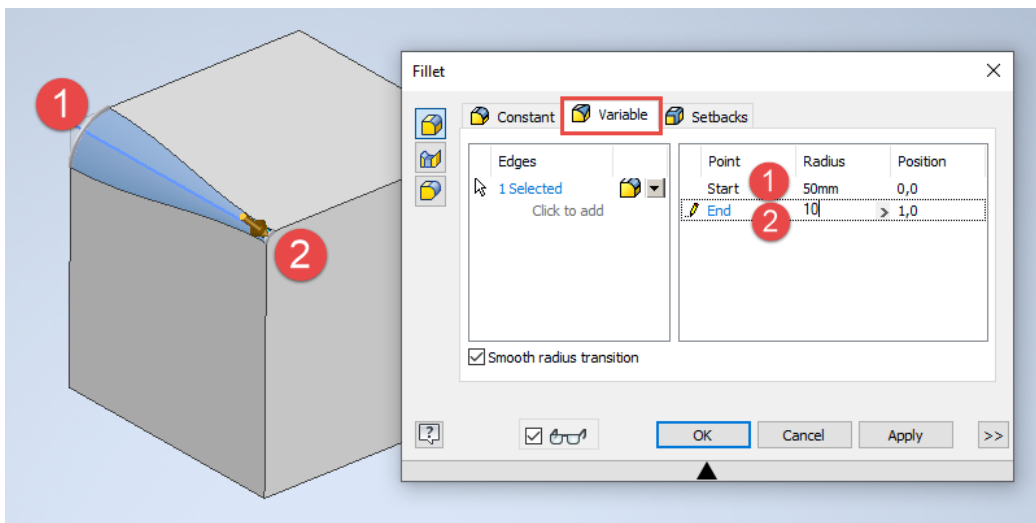 Fillet
1
Constant Variable Setbacks
Edges
1 Selected
Click to add
Point Radius Position
Start 1 50mm 0,0
End 2 10 > 1,0
2
Smooth radius transition
?
OK Cancel Apply >>